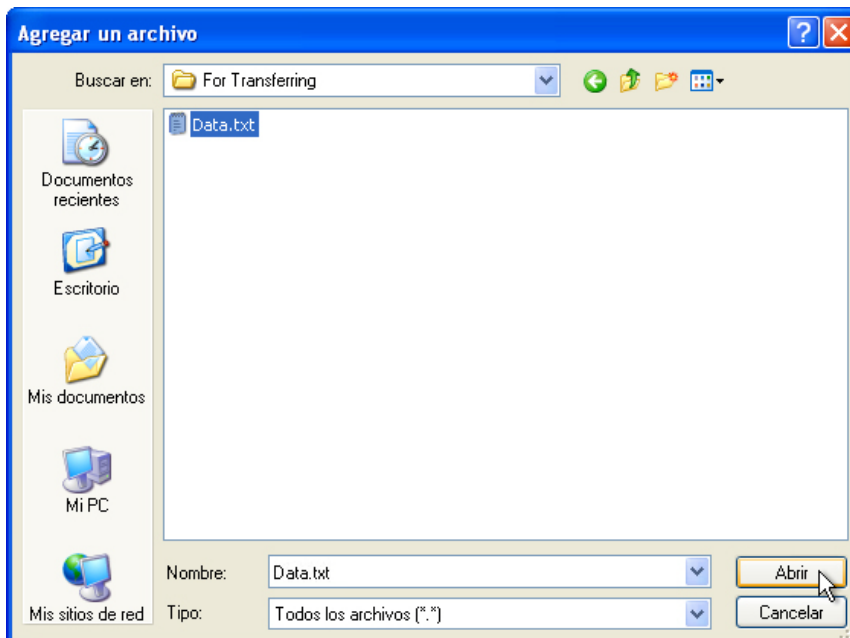 Agregar un archivo
Buscar en: For Transferring
Data.txt
Documentos
recientes
Escritorio
Mis documentos
Mi PC
Mis sitios de red
Nombre: Data.txt Abrir
Tipo: Todos los archivos (*.*) Cancelar